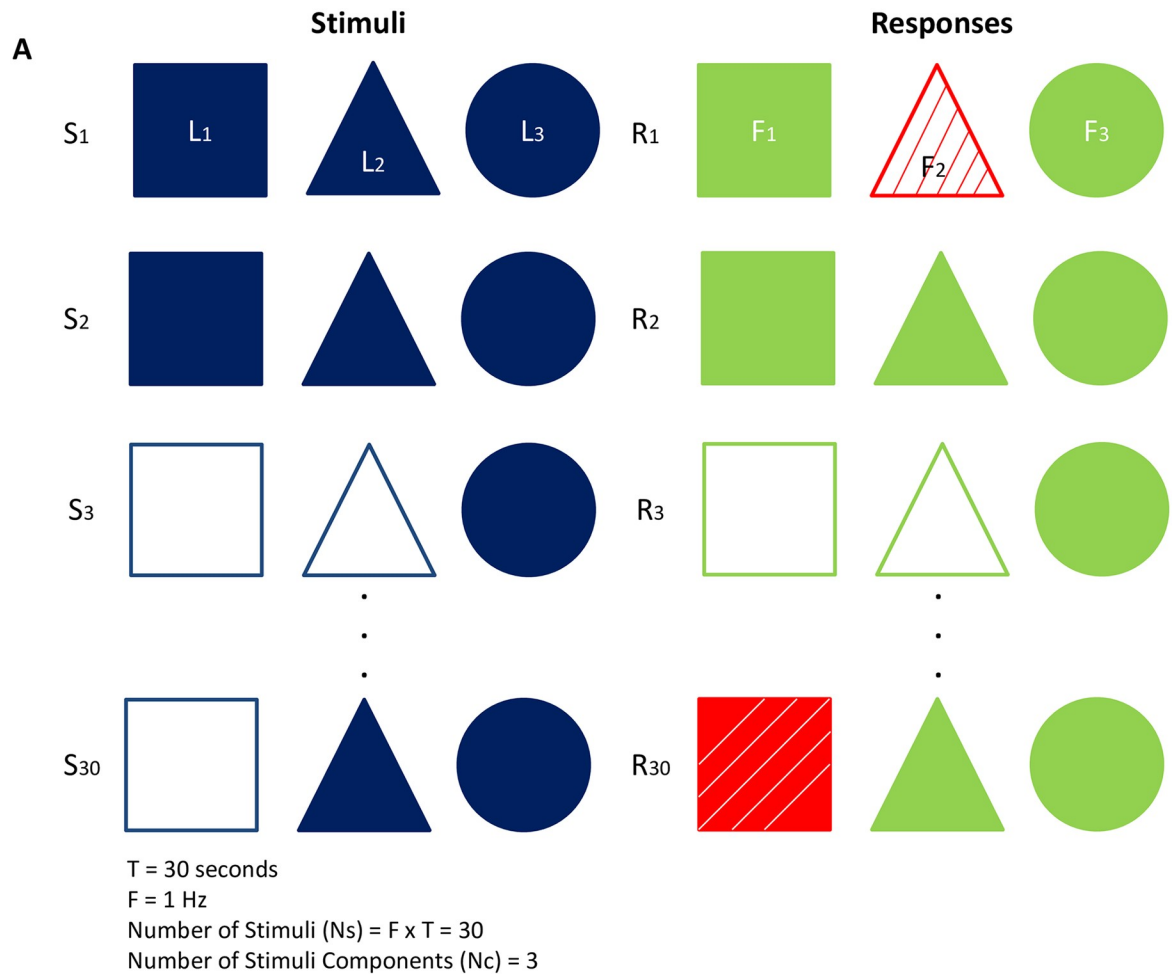 Stimuli Responses
A
S1 L1 L2 L3 R1 F1 F2 F3
S2 R2
S3 R3
S30 R30
T = 30 seconds
F = 1 Hz
Number of Stimuli (Ns) = F x T = 30
Number of Stimuli Components (Nc) = 3